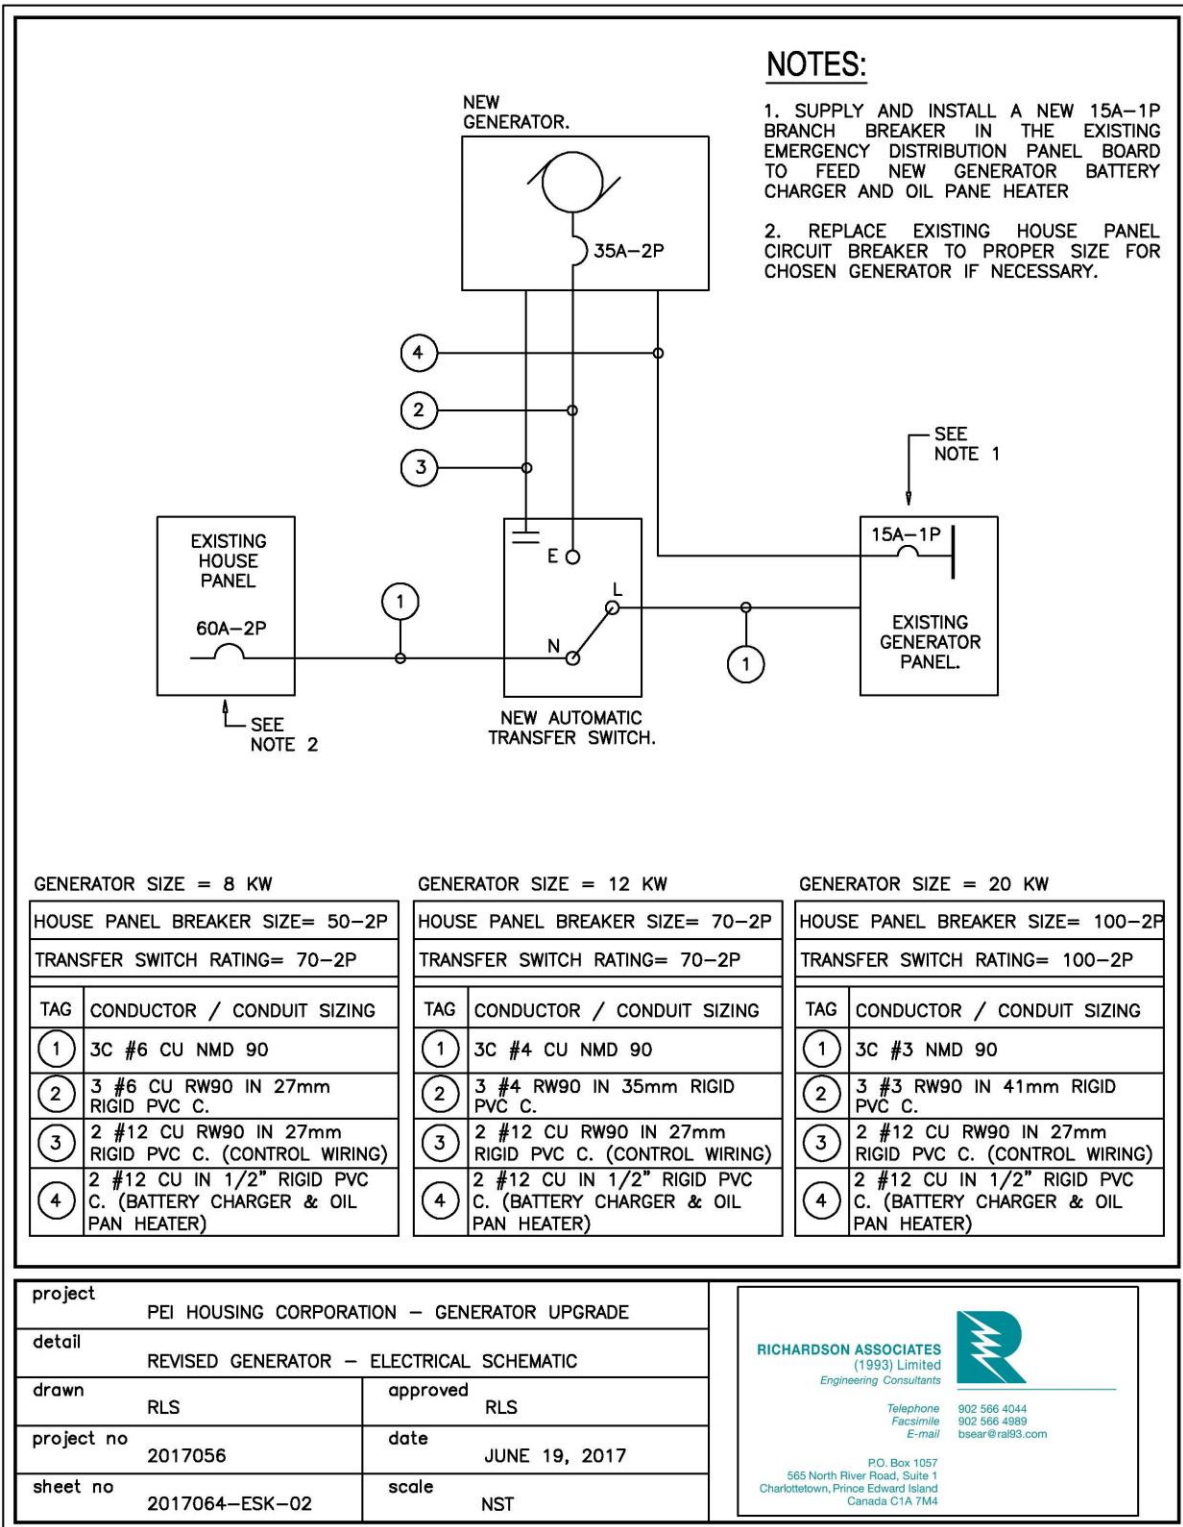 NOTES:
1. SUPPLY AND INSTALL A NEW 15A-1P
BRANCH BREAKER IN THE EXISTING
EMERGENCY DISTRIBUTION PANEL BOARD
TO FEED NEW GENERATOR BATTERY
CHARGER AND OIL PANE HEATER
2. REPLACE EXISTING HOUSE PANEL
CIRCUIT BREAKER TO PROPER SIZE FOR
CHOSEN GENERATOR IF NECESSARY.
NEW
GENERATOR.
35A-2P
4
2
3
SEE
NOTE 1
EXISTING
HOUSE
PANEL
60A-2P
1
E
L
N
15A-1P
EXISTING
GENERATOR
PANEL.
1
SEE
NOTE 2
NEW AUTOMATIC
TRANSFER SWITCH.
GENERATOR SIZE = 8 KW
HOUSE PANEL BREAKER SIZE= 50-2P
TRANSFER SWITCH RATING= 70-2P
TAG CONDUCTOR / CONDUIT SIZING
1 3C #6 CU NMD 90
2 3 #6 CU RW90 IN 27mm
RIGID PVC C.
3 2 #12 CU RW90 IN 27mm
RIGID PVC C. (CONTROL WIRING)
4 2 #12 CU IN 1/2" RIGID PVC
C. (BATTERY CHARGER & OIL
PAN HEATER)
GENERATOR SIZE = 12 KW
HOUSE PANEL BREAKER SIZE= 70-2P
TRANSFER SWITCH RATING= 70-2P
TAG CONDUCTOR / CONDUIT SIZING
1 3C #4 CU NMD 90
2 3 #4 RW90 IN 35mm RIGID
PVC C.
3 2 #12 CU RW90 IN 27mm
RIGID PVC C. (CONTROL WIRING)
4 2 #12 CU IN 1/2" RIGID PVC
C. (BATTERY CHARGER & OIL
PAN HEATER)
GENERATOR SIZE = 20 KW
HOUSE PANEL BREAKER SIZE= 100-2P
TRANSFER SWITCH RATING= 100-2P
TAG CONDUCTOR / CONDUIT SIZING
1 3C #3 NMD 90
2 3 #3 RW90 IN 41mm RIGID
PVC C.
3 2 #12 CU RW90 IN 27mm
RIGID PVC C. (CONTROL WIRING)
4 2 #12 CU IN 1/2" RIGID PVC
C. (BATTERY CHARGER & OIL
PAN HEATER)
project
PEI HOUSING CORPORATION - GENERATOR UPGRADE
detail
REVISED GENERATOR - ELECTRICAL SCHEMATIC
drawn
RLS
approved
RLS
project no
2017056
date
JUNE 19, 2017
sheet no
2017064-ESK-02
scale
NST
RICHARDSON ASSOCIATES
(1993) Limited
Engineering Consultants
R
Telephone 902 566 4044
Facsimile 902 566 4989
E-mail bsear@ral93.com
P.O. Box 1057
565 North River Road, Suite 1
Charlottetown, Prince Edward Island
Canada C1A 7M4